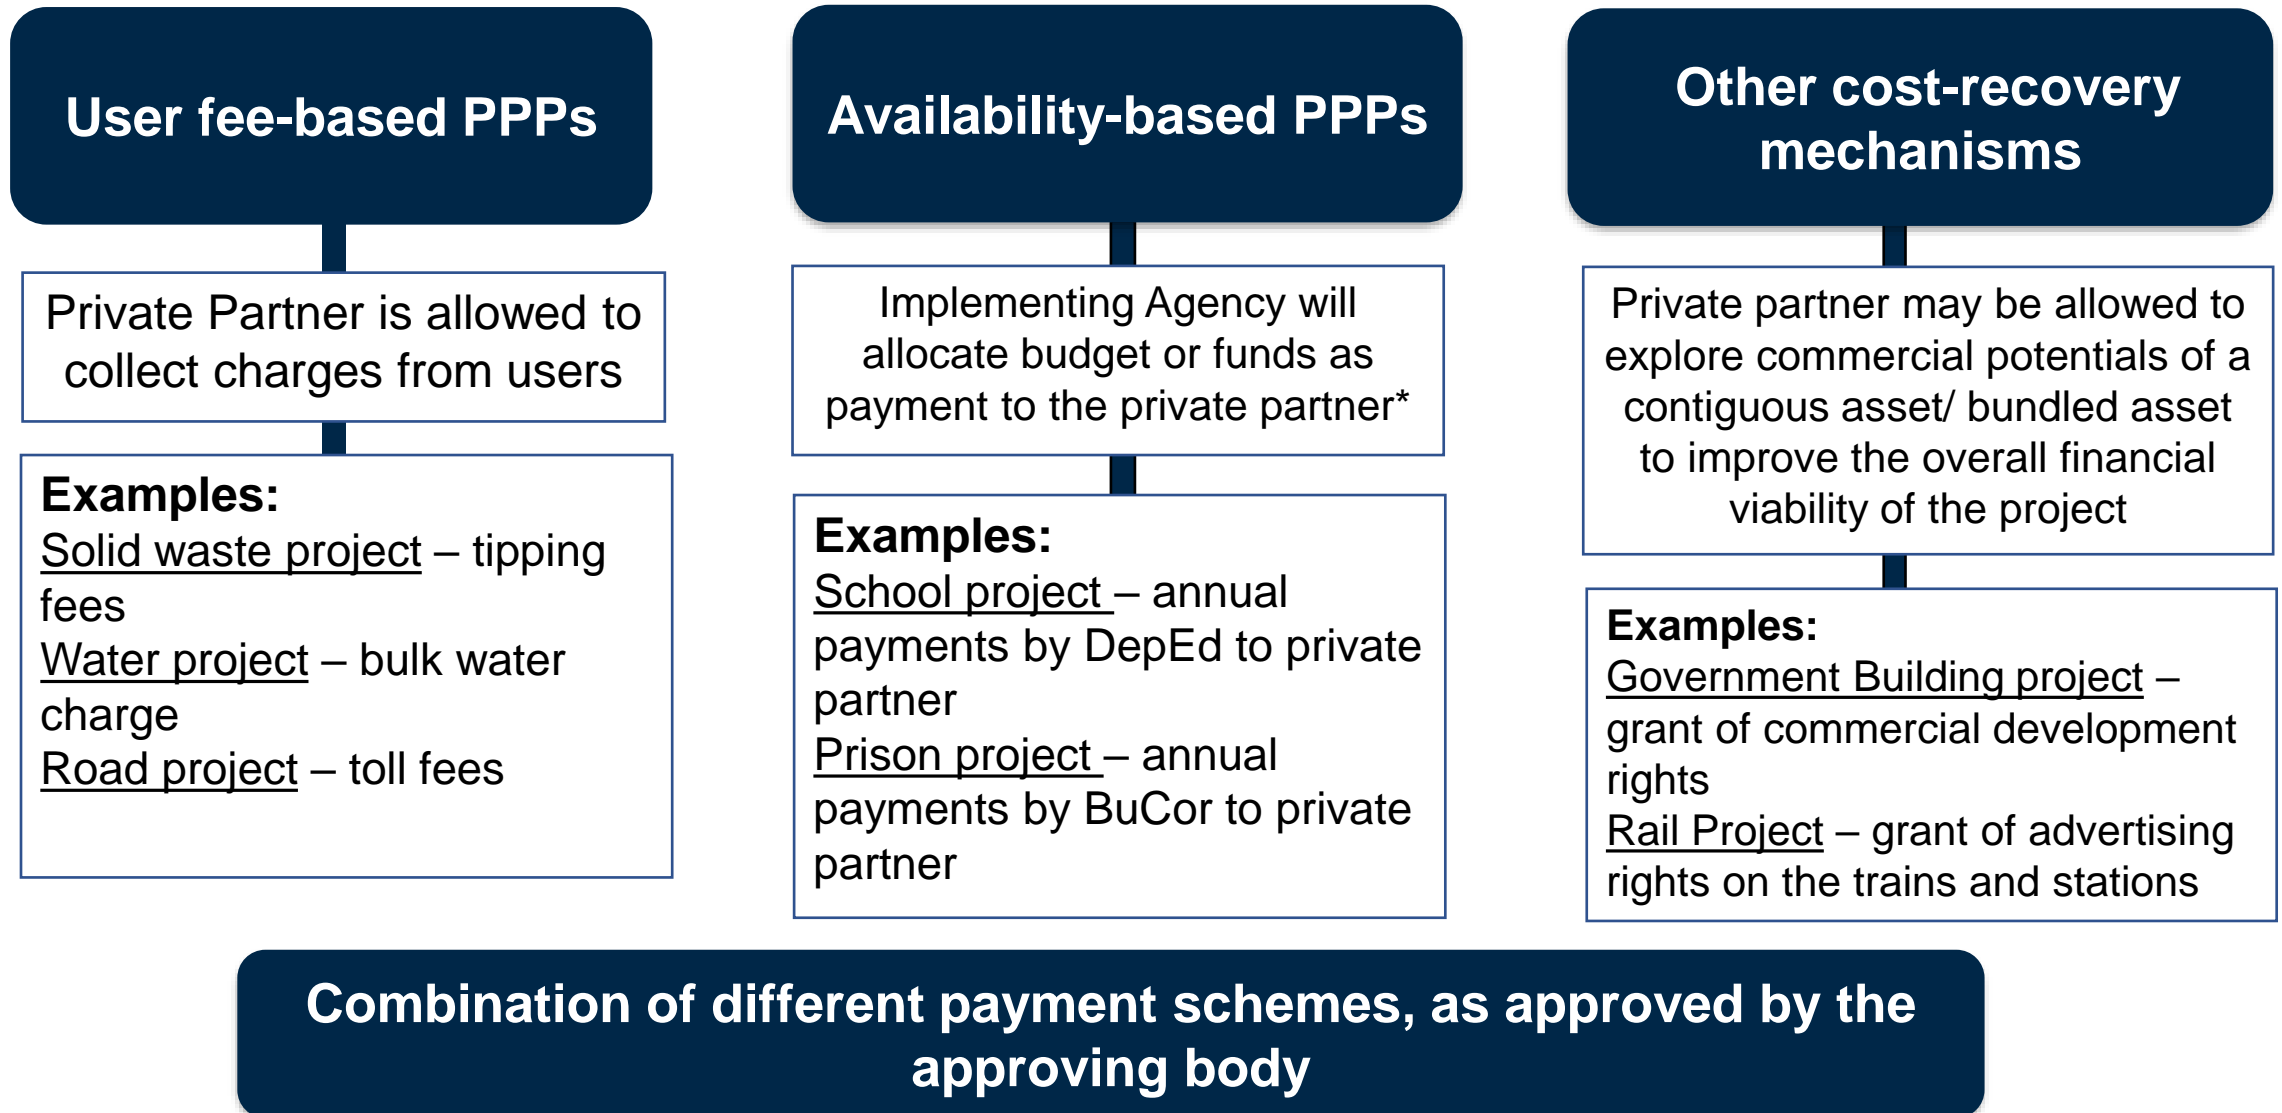 User fee-based PPPs
Private Partner is allowed to
collect charges from users
Examples:
Solid waste project – tipping
fees
Water project – bulk water
charge
Road project – toll fees
Availability-based PPPs
Implementing Agency will
allocate budget or funds as
payment to the private partner*
Examples:
School project – annual
payments by DepEd to private
partner
Prison project – annual
payments by BuCor to private
partner
Other cost-recovery
mechanisms
Private partner may be allowed to
explore commercial potentials of a
contiguous asset/ bundled asset
to improve the overall financial
viability of the project
Examples:
Government Building project –
grant of commercial development
rights
Rail Project – grant of advertising
rights on the trains and stations
Combination of different payment schemes, as approved by the
approving body